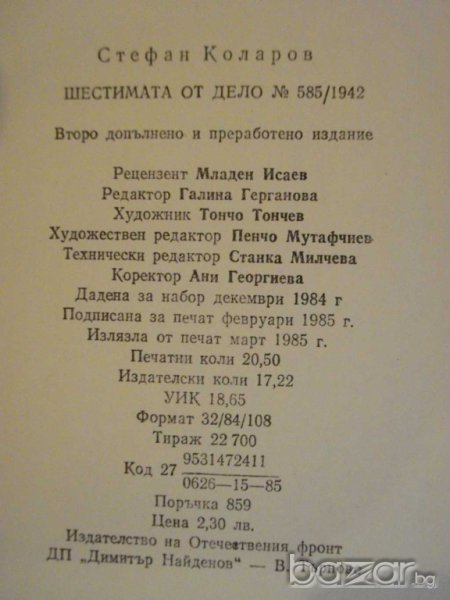 Стефан Коларов
ШЕСТИМАТА ОТ ДЕЛО № 585/1942
Второ допълнено и преработено издание
Рецензент Младен Исаев
Редактор Галина Герганова
Художник Тончо Тончев
Художествен редактор Пенчо Мутафчиев
Технически редактор Станка Милчева
Коректор Ани Георгиева
Дадена за набор декември 1984 г
Подписана за печат февруари 1985 г.
Излязла от печат март 1985 г.
Печатни коли 20,50
Издателски коли 17,22
УИК 18,65
Формат 32/84/108
Тираж 22 700
Код 27 9531472411
0626—15—85
Поръчка 859
Цена 2,30 лв.
Издателство на Отечествения фронт
ДП „Димитър Найденов" — В.
bazar.bg